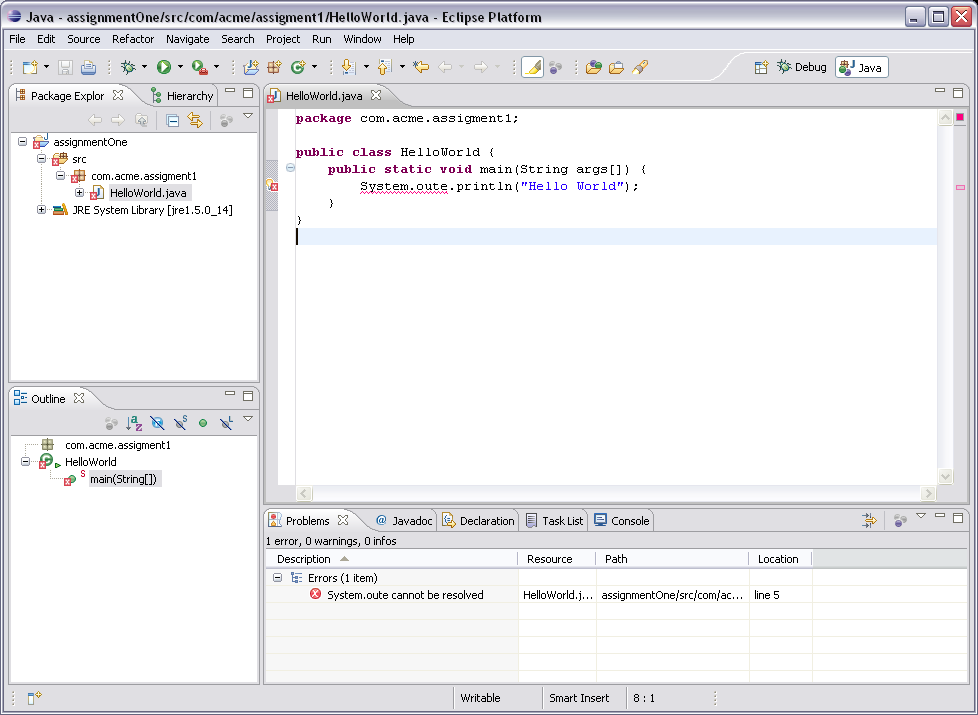 Java - assignmentOne/src/com/acme/assigment1/HelloWorld.java - Eclipse Platform
File Edit Source Refactor Navigate Search Project Run Window Help
Debug Java
Package Explor Hierarchy
assignmentOne
src
com.acme.assigment1
HelloWorld.java
JRE System Library [jre1.5.0_14]
HelloWorld.java
package com.acme.assigment1;
public class HelloWorld {
public static void main(String args[]) {
System.oute.println("Hello World");
}
}
Outline
com.acme.assigment1
HelloWorld
main(String[])
Problems Javadoc Declaration Task List Console
1 error, 0 warnings, 0 infos
Description Resource Path Location
Errors (1 item)
System.oute cannot be resolved HelloWorld.j... assignmentOne/src/com/ac... line 5
Writable Smart Insert 8 : 1